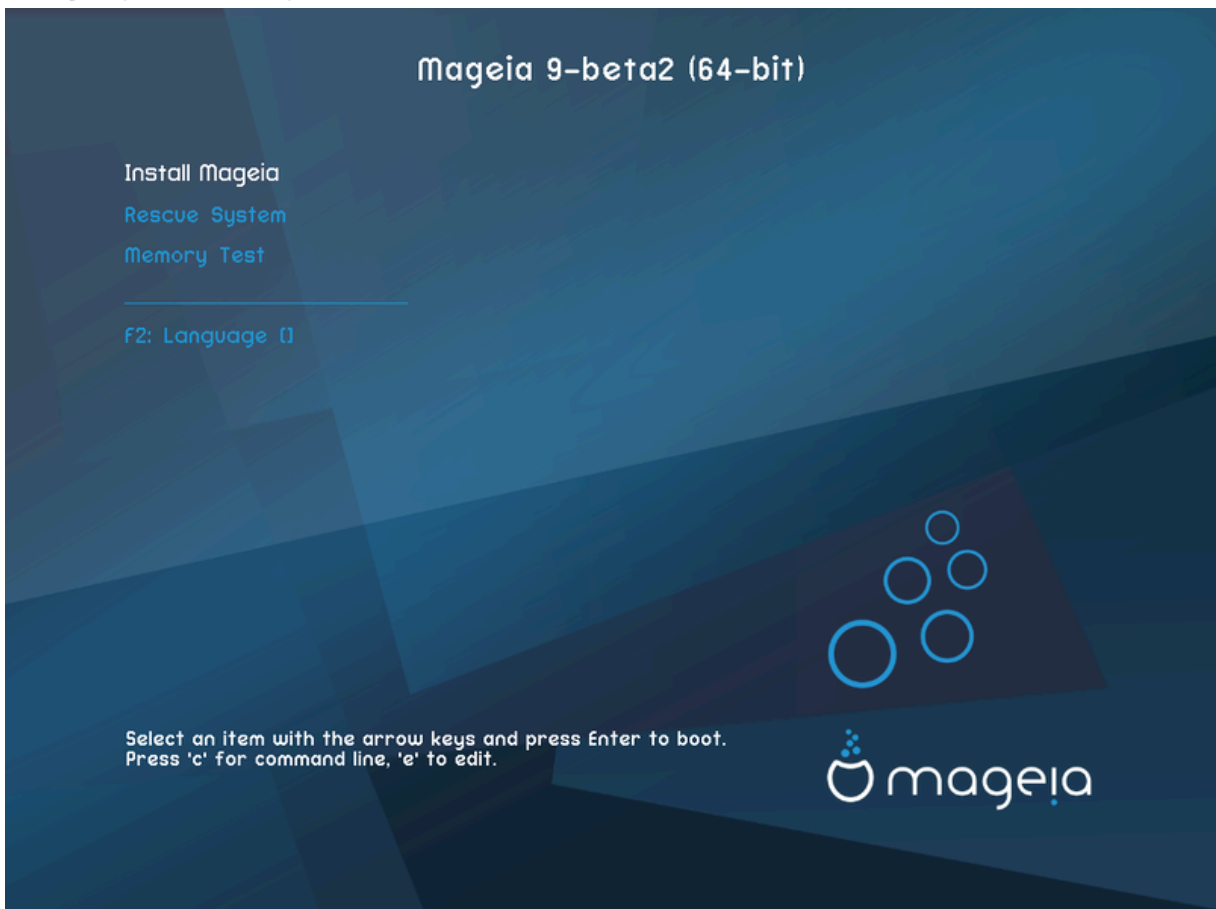 Mageia 9-beta2 (64-bit)
Install Mageia
Rescue System
Memory Test
F2: Language []
Select an item with the arrow keys and press Enter to boot.
Press 'c' for command line, 'e' to edit.
mageia